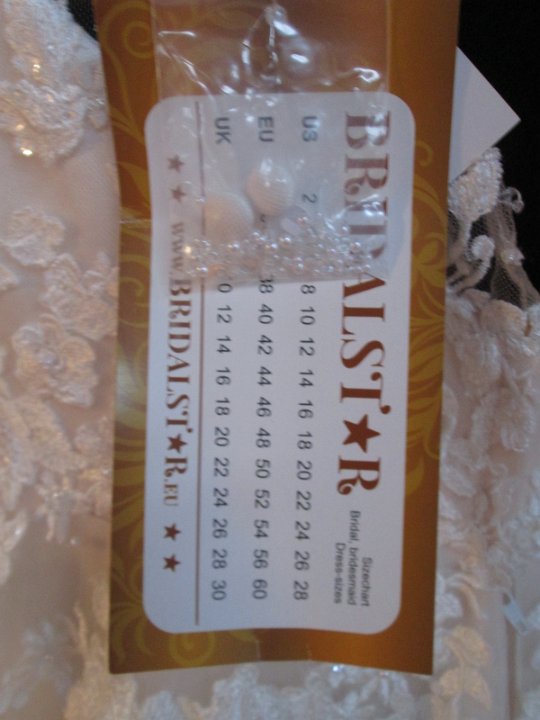 BRIDALST★R
Sizechart
Bridal, bridesmaid
Dress-sizes
US 2 8 10 12 14 16 18 20 22 24 26 28
EU 38 40 42 44 46 48 50 52 54 56 60
UK 10 12 14 16 18 20 22 24 26 28 30
★ ★ www.BRIDALST★R.EU ★ ★